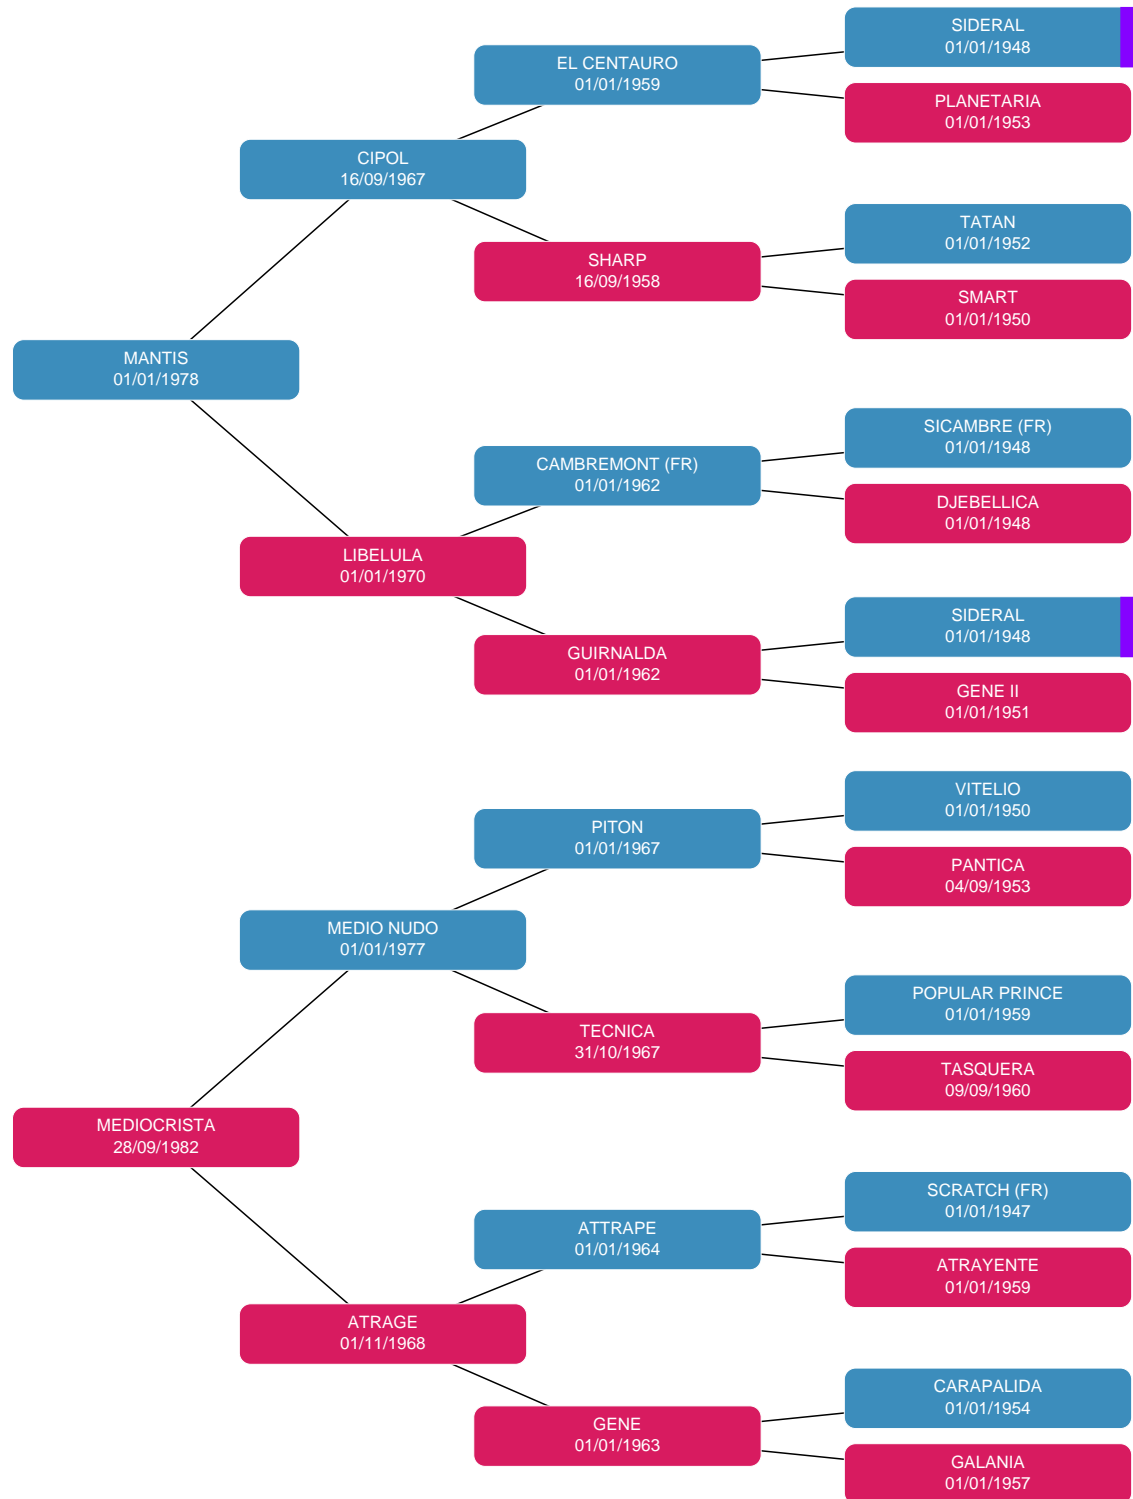 SIDERAL
01/01/1948
EL CENTAURO
01/01/1959
PLANETARIA
01/01/1953
CIPOL
16/09/1967
TATAN
01/01/1952
SHARP
16/09/1958
SMART
01/01/1950
MANTIS
01/01/1978
SICAMBRE (FR)
01/01/1948
CAMBREMONT (FR)
01/01/1962
DJEBELLICA
01/01/1948
LIBELULA
01/01/1970
SIDERAL
01/01/1948
GUIRNALDA
01/01/1962
GENE II
01/01/1951
VITELIO
01/01/1950
PITON
01/01/1967
PANTICA
04/09/1953
MEDIO NUDO
01/01/1977
POPULAR PRINCE
01/01/1959
TECNICA
31/10/1967
TASQUERA
09/09/1960
MEDIOCRISTA
28/09/1982
SCRATCH (FR)
01/01/1947
ATTRAPE
01/01/1964
ATRAYENTE
01/01/1959
ATRAGE
01/11/1968
CARAPALIDA
01/01/1954
GENE
01/01/1963
GALANIA
01/01/1957